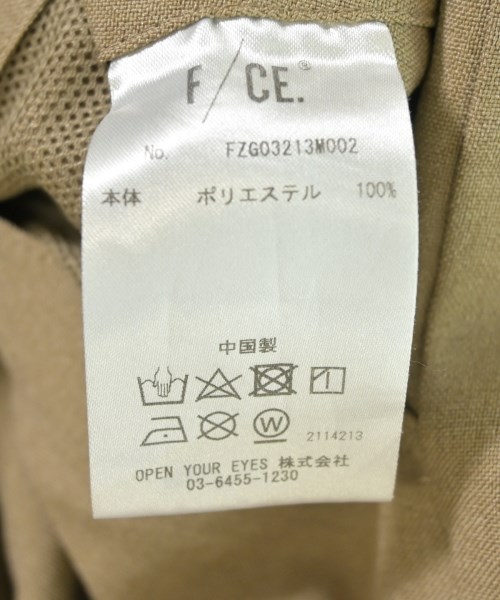 F/CE.®
No. FZG03213M002
本体 ポリエステル 100%
中国製
W 2114213
OPEN YOUR EYES 株式会社
03-6455-1230